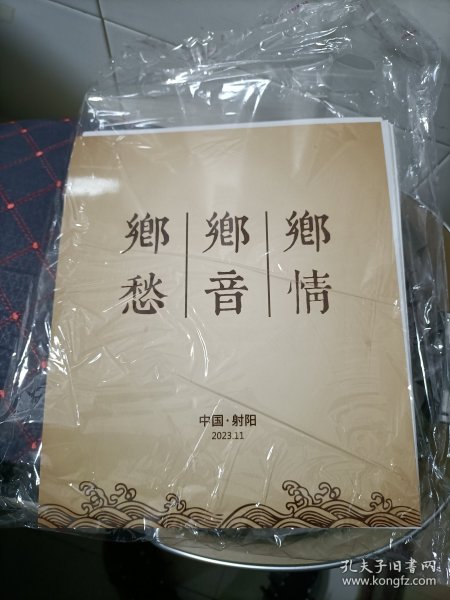 鄉情
鄉音
鄉愁
中国·射阳
2023.11
孔夫子旧书网
www.kongfz.com